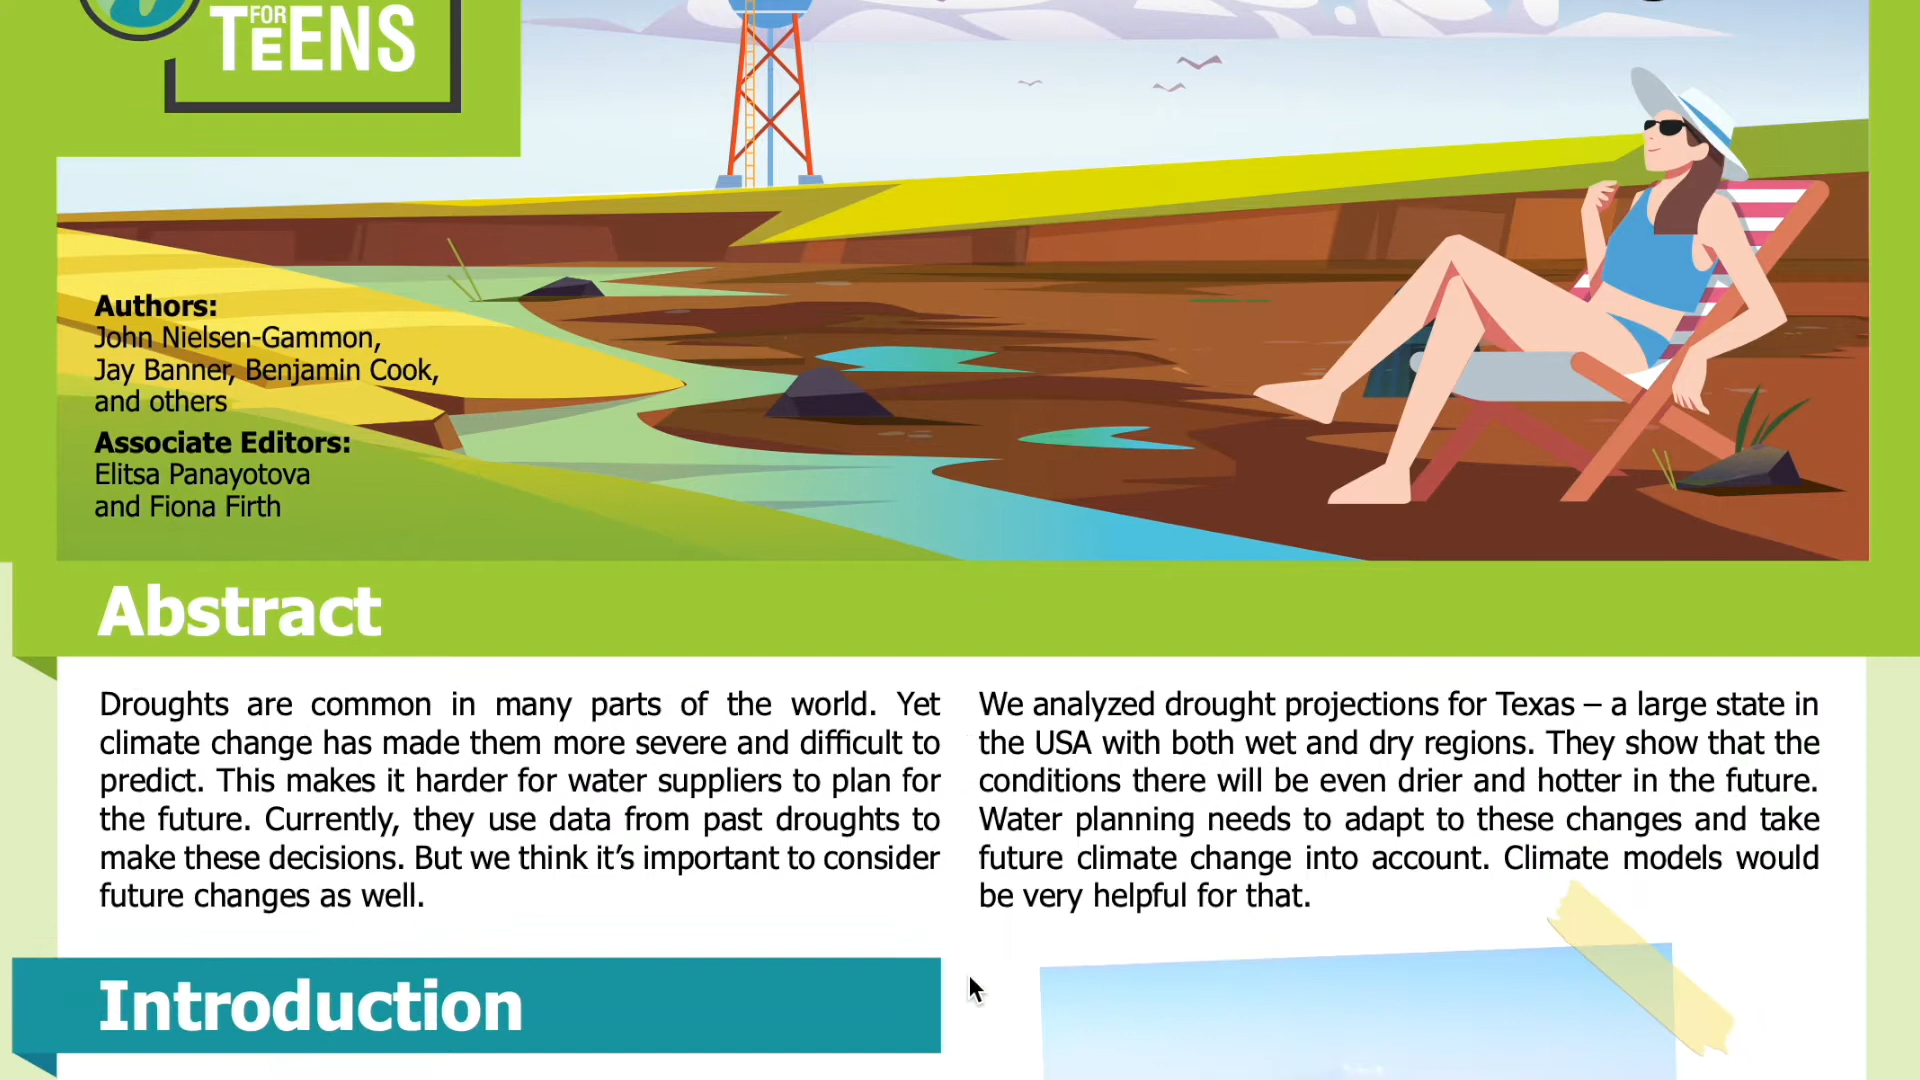 FOR
TEENS
Authors:
John Nielsen-Gammon,
Jay Banner, Benjamin Cook,
and others
Associate Editors:
Elitsa Panayotova
and Fiona Firth
Abstract
Droughts are common in many parts of the world. Yet
climate change has made them more severe and difficult to
predict. This makes it harder for water suppliers to plan for
the future. Currently, they use data from past droughts to
make these decisions. But we think it’s important to consider
future changes as well.
We analyzed drought projections for Texas – a large state in
the USA with both wet and dry regions. They show that the
conditions there will be even drier and hotter in the future.
Water planning needs to adapt to these changes and take
future climate change into account. Climate models would
be very helpful for that.
Introduction